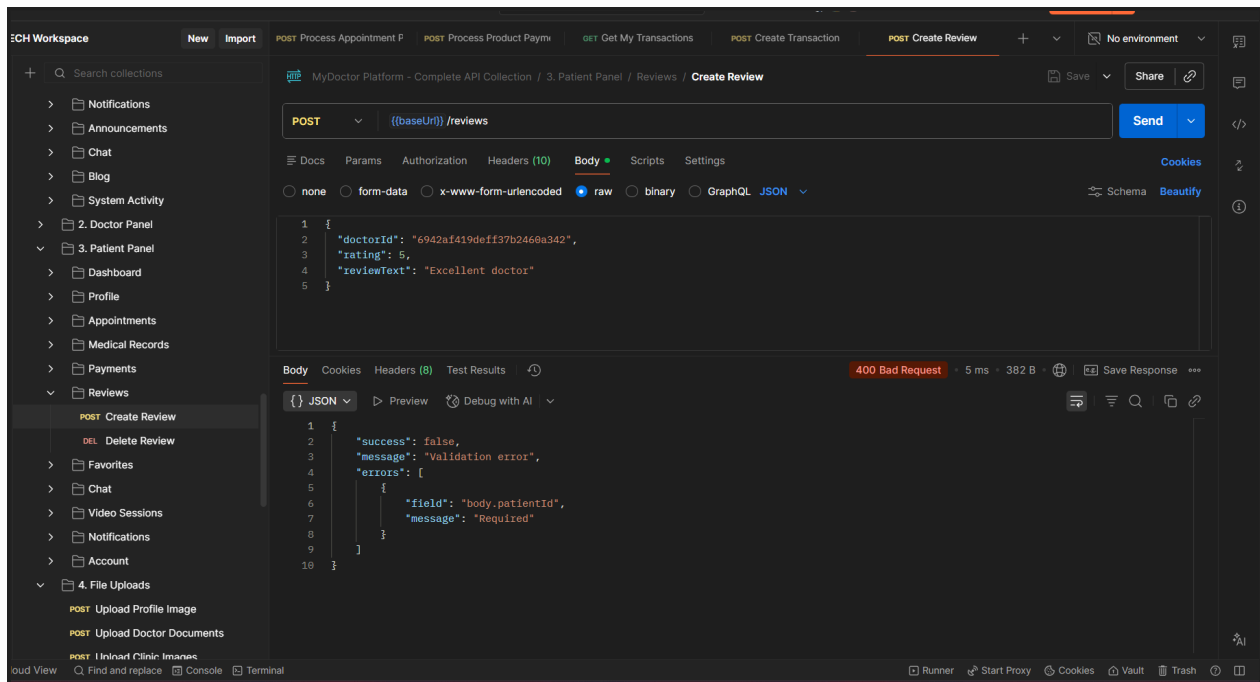 ECH Workspace New Import
POST Process Appointment P POST Process Product Payme GET Get My Transactions POST Create Transaction POST Create Review No environment
Search collections
MyDoctor Platform - Complete API Collection / 3. Patient Panel / Reviews / Create Review Save Share
Notifications
Announcements
Chat
Blog
System Activity
2. Doctor Panel
3. Patient Panel
Dashboard
Profile
Appointments
Medical Records
Payments
Reviews
POST Create Review
DEL Delete Review
Favorites
Chat
Video Sessions
Notifications
Account
4. File Uploads
POST Upload Profile Image
POST Upload Doctor Documents
POST Upload Clinic Images
HTTP
POST {{baseUrl}} /reviews Send
Docs Params Authorization Headers (10) Body Scripts Settings Cookies
none form-data x-www-form-urlencoded raw binary GraphQL JSON Schema Beautify
1 {
2 "doctorId": "6942af419deff37b2460a342",
3 "rating": 5,
4 "reviewText": "Excellent doctor"
5 }
Body Cookies Headers (8) Test Results 400 Bad Request 5 ms 382 B e.g. Save Response
{} JSON Preview Debug with AI
1 {
2 "success": false,
3 "message": "Validation error",
4 "errors": [
5 {
6 "field": "body.patientId",
7 "message": "Required"
8 }
9 ]
10 }
AI
loud View Find and replace Console Terminal Runner Start Proxy Cookies Vault Trash